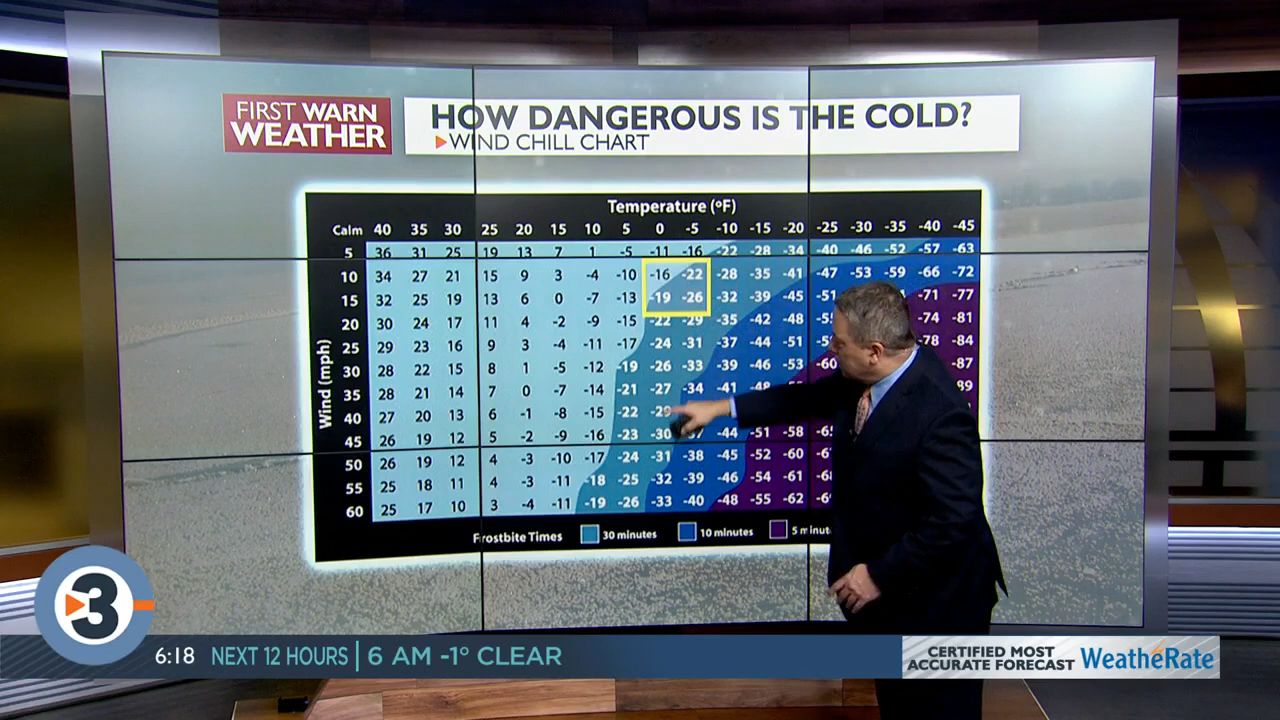 FIRST WARN
WEATHER
HOW DANGEROUS IS THE COLD?
WIND CHILL CHART
Temperature (ºF)
Calm 40 35 30 25 20 15 10 5 0 -5 -10 -15 -20 -25 -30 -35 -40 -45
5 36 31 25 19 13 7 1 -5 -11 -16 -22 -28 -34 -40 -46 -52 -57 -63
10 34 27 21 15 9 3 -4 -10 -16 -22 -28 -35 -41 -47 -53 -59 -66 -72
15 32 25 19 13 6 0 -7 -13 -19 -26 -32 -39 -45 -51 -71 -77
20 30 24 17 11 4 -2 -9 -15 -22 -29 -35 -42 -48 -74 -81
25 29 23 16 9 3 -4 -11 -17 -24 -31 -37 -44 -51 -78 -84
30 28 22 15 8 1 -5 -12 -19 -26 -33 -39 -46 -53 -60 -87
35 28 21 14 7 0 -7 -14 -21 -27 -34 -41 -48 89
40 27 20 13 6 -1 -8 -15 -22 -29
45 26 19 12 5 -2 -9 -16 -23 -30 -44 -51 -58
50 26 19 12 4 -3 -10 -17 -24 -31 -38 -45 -52 -60
55 25 18 11 4 -3 -11 -18 -25 -32 -39 -46 -54 -61
60 25 17 10 3 -4 -11 -19 -26 -33 -40 -48 -55 -62
Wind (mph)
Frostbite Times 30 minutes 10 minutes 5
3
6:18 NEXT 12 HOURS | 6 AM -1° CLEAR
CERTIFIED MOST
ACCURATE FORECAST WeatheRate